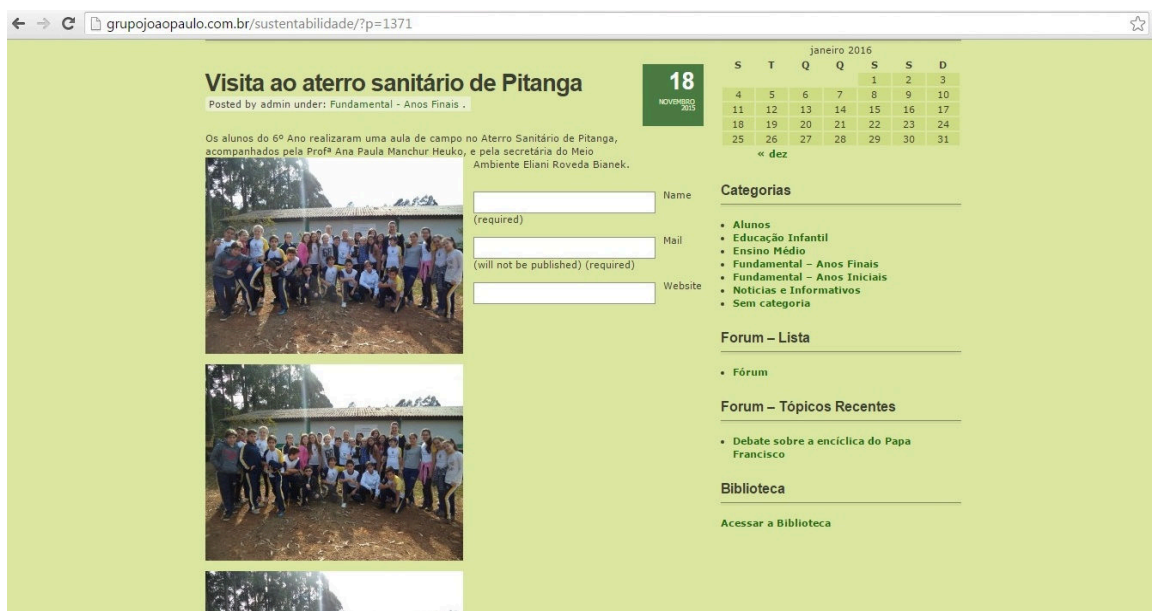 grupojoaopaulo.com.br/sustentabilidade/?p=1371
Visita ao aterro sanitário de Pitanga
Posted by admin under: Fundamental - Anos Finais .
18
NOVEMBRO
2015
Os alunos do 6º Ano realizaram uma aula de campo no Aterro Sanitário de Pitanga,
acompanhados pela Profª Ana Paula Manchur Heuko, e pela secretária do Meio
Ambiente Eliani Roveda Bianek.
Name
(required)
Mail
(will not be published) (required)
Website
janeiro 2016
S T Q Q S S D
1 2 3
4 5 6 7 8 9 10
11 12 13 14 15 16 17
18 19 20 21 22 23 24
25 26 27 28 29 30 31
« dez
Categorias
Alunos
Educação Infantil
Ensino Médio
Fundamental – Anos Finais
Fundamental – Anos Iniciais
Noticias e Informativos
Sem categoria
Forum – Lista
Fórum
Forum – Tópicos Recentes
Debate sobre a encíclica do Papa
Francisco
Biblioteca
Acessar a Biblioteca